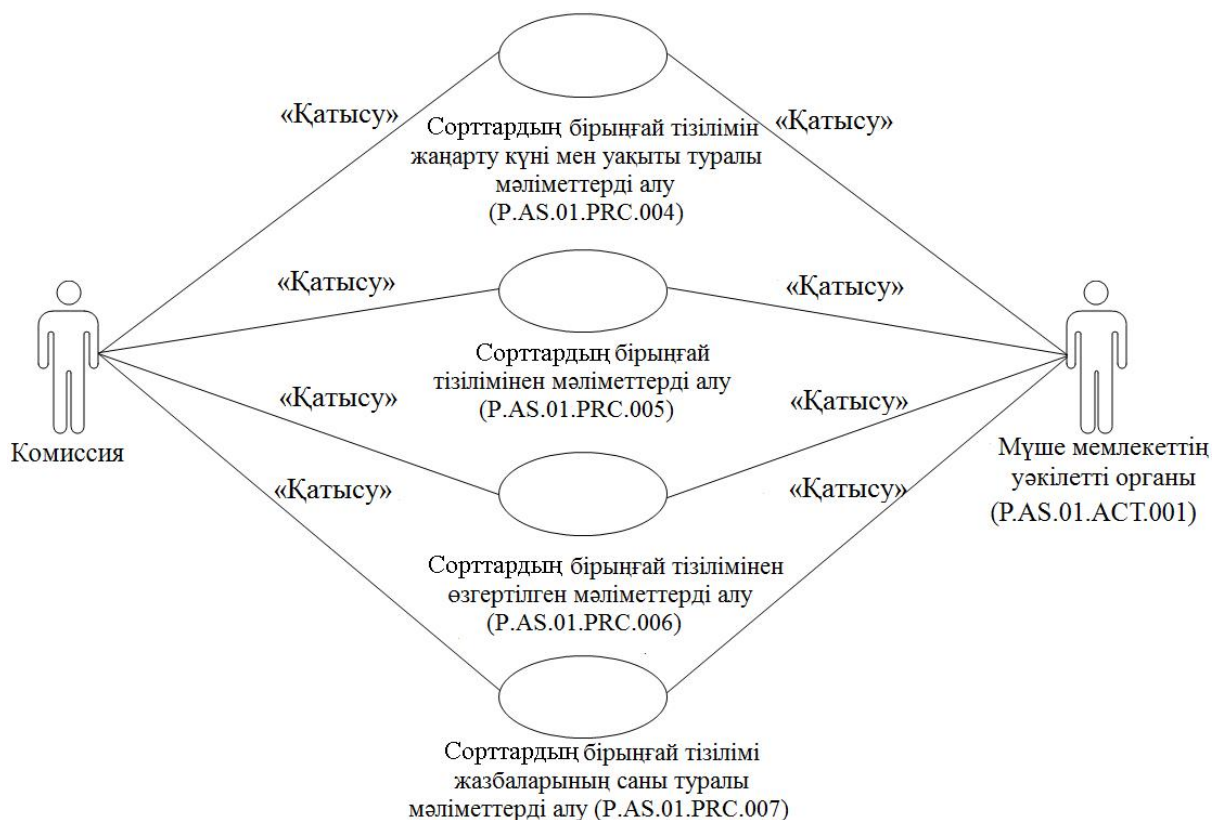 «Қатысу»
«Қатысу»
Сорттардың бірыңғай тізілімін
жаңарту күні мен уақыты туралы
мәліметтерді алу
(P.AS.01.PRC.004)
«Қатысу»
«Қатысу»
Сорттардың бірыңғай
тізілімінен мәліметтерді алу
(P.AS.01.PRC.005)
«Қатысу»
«Қатысу»
Комиссия
Мүше мемлекеттің
уәкілетті органы
(P.AS.01.ACT.001)
«Қатысу»
«Қатысу»
Сорттардың бірыңғай тізілімінен
өзгертілген мәліметтерді алу
(P.AS.01.PRC.006)
Сорттардың бірыңғай тізілімі
жазбаларының саны туралы
мәліметтерді алу (P.AS.01.PRC.007)